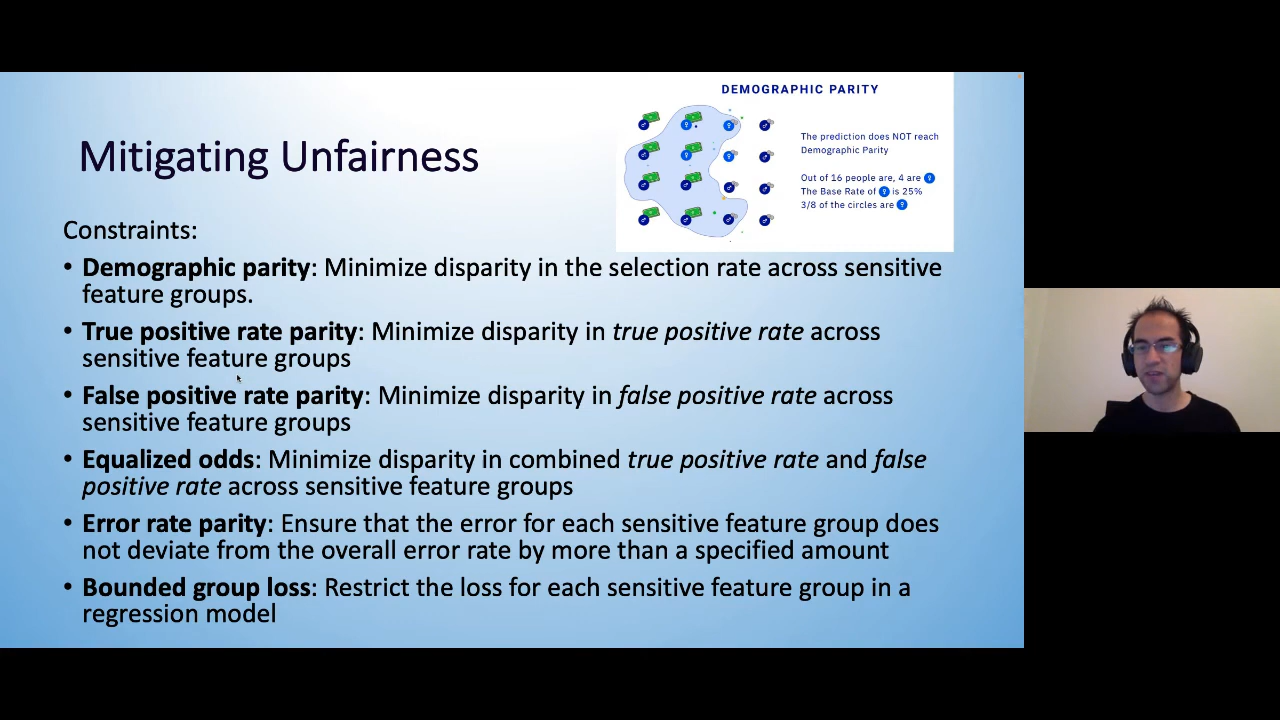 DEMOGRAPHIC PARITY
The prediction does NOT reach
Demographic Parity
Out of 16 people are, 4 are ♀
The Base Rate of ♀ is 25%
3/8 of the circles are ♀
Mitigating Unfairness
Constraints:
• Demographic parity: Minimize disparity in the selection rate across sensitive
feature groups.
• True positive rate parity: Minimize disparity in true positive rate across
sensitive feature groups
• False positive rate parity: Minimize disparity in false positive rate across
sensitive feature groups
• Equalized odds: Minimize disparity in combined true positive rate and false
positive rate across sensitive feature groups
• Error rate parity: Ensure that the error for each sensitive feature group does
not deviate from the overall error rate by more than a specified amount
• Bounded group loss: Restrict the loss for each sensitive feature group in a
regression model